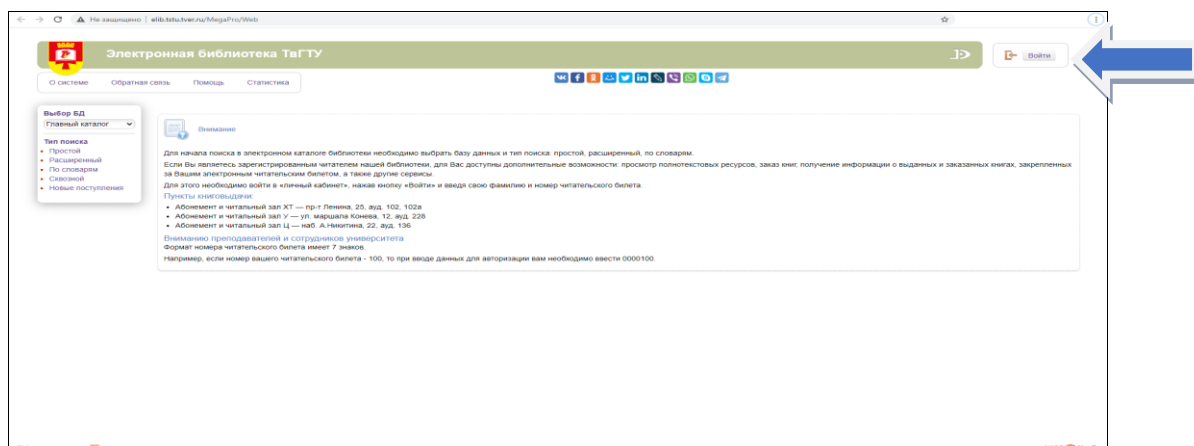 Не защищено | elib.tstu.tver.ru/MegaPro/Web
Электронная библиотека ТвГТУ
Войти
О системе Обратная связь Помощь Статистика
Выбор БД
Главный каталог
Тип поиска
Простой
Расширенный
По словарям
Сквозной
Новые поступления
Внимание
Для начала поиска в электронном каталоге библиотеки необходимо выбрать базу данных и тип поиска: простой, расширенный, по словарям.
Если Вы являетесь зарегистрированным читателем нашей библиотеки, для Вас доступны дополнительные возможности: просмотр полнотекстовых ресурсов, заказ книг, получение информации о выданных и заказанных книгах, закрепленных
за Вашим электронным читательским билетом, а также другие сервисы.
Для этого необходимо войти в «личный кабинет», нажав кнопку «Войти» и введя свою фамилию и номер читательского билета
Пункты книговыдачи:
Абонемент и читальный зал ХТ — пр-т Ленина, 25, ауд. 102, 102а
Абонемент и читальный зал У — ул. маршала Конева, 12, ауд. 228
Абонемент и читальный зал Ц — наб. А.Никитина, 22, ауд. 136
Вниманию преподавателей и сотрудников университета
Формат номера читательского билета имеет 7 знаков.
Например, если номер вашего читательского билета - 100, то при вводе данных для авторизации вам необходимо ввести 0000100.